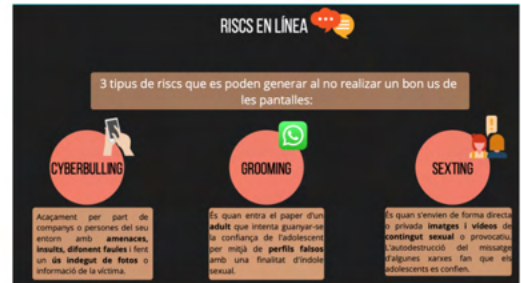 RISCS EN LÍNEA
3 tipus de riscs que es poden generar al no realizar un bon us de
les pantalles:
CYBERBULLING
GROOMING
SEXTING
Acaçament per part de
companys o persones del seu
entorn amb amenaces,
insults, difonent faules i fent
un ús indegut de fotos o
informació de la víctima.
És quan entra el paper d'un
adult que intenta guanyar-se
la confiança de l'adolescent
per mitjà de perfils falsos
amb una finalitat d'índole
sexual.
És quan s'envien de forma directa
o privada imatges i vídeos de
contingut sexual o provocatiu.
L'autodestrucció del missatge
d'algunes xarxes fan que els
adolescents es confien.